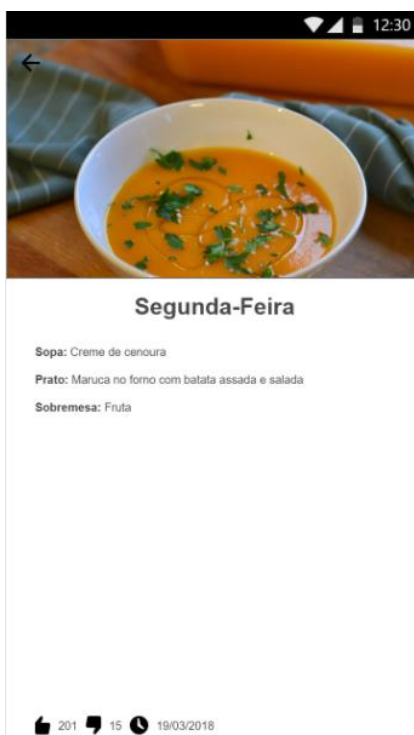 12:30
Segunda-Feira
Sopa: Creme de cenoura
Prato: Maruca no forno com batata assada e salada
Sobremesa: Fruta
201 15 19/03/2018